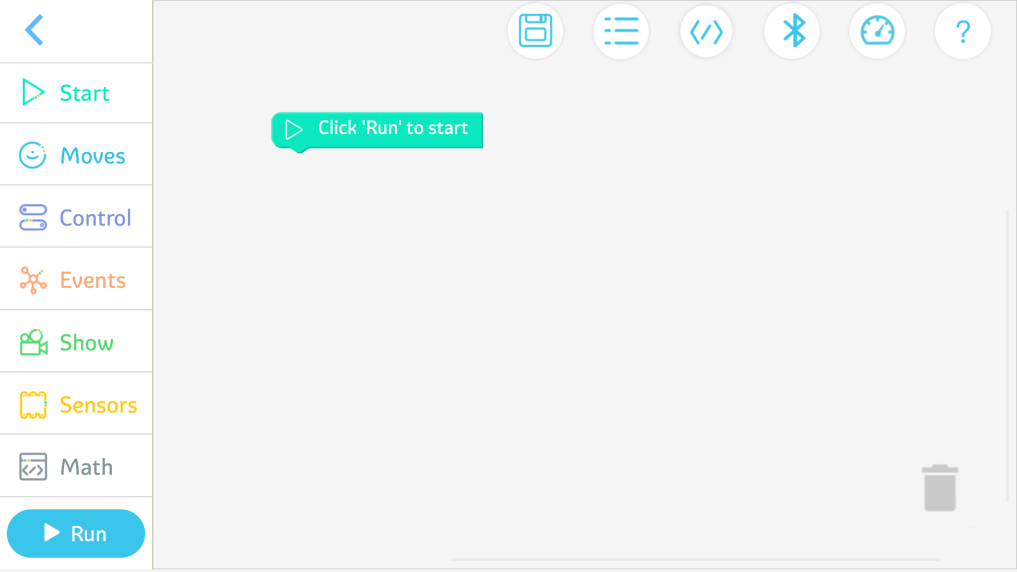 Start
Moves
Control
Events
Show
Sensors
Math
Run
Click 'Run' to start
?